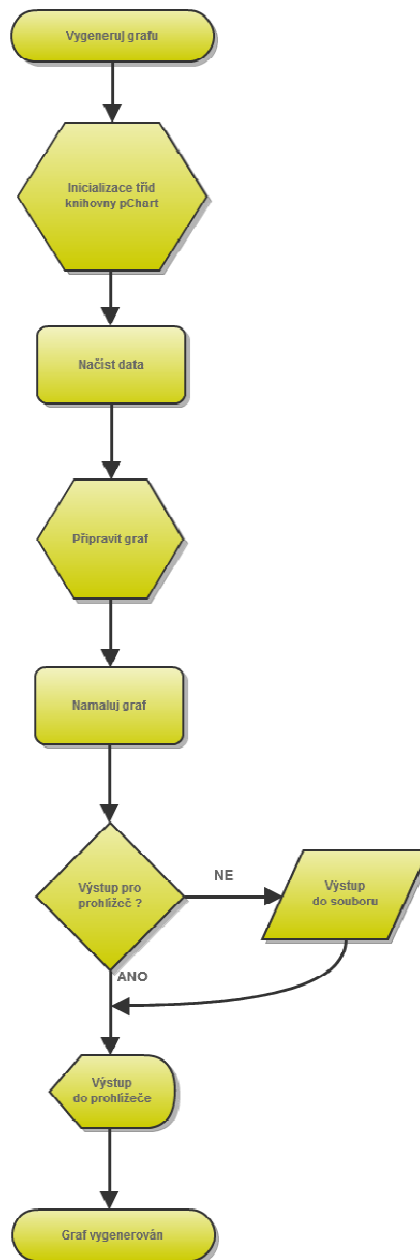 Vygeneruj grafu
Inicializace tříd
knihovny pChart
Načíst data
Připravit graf
Namaluj graf
Výstup pro
prohlížeč ?
NE
Výstup
do souboru
ANO
Výstup
do prohlížeče
Graf vygenerován